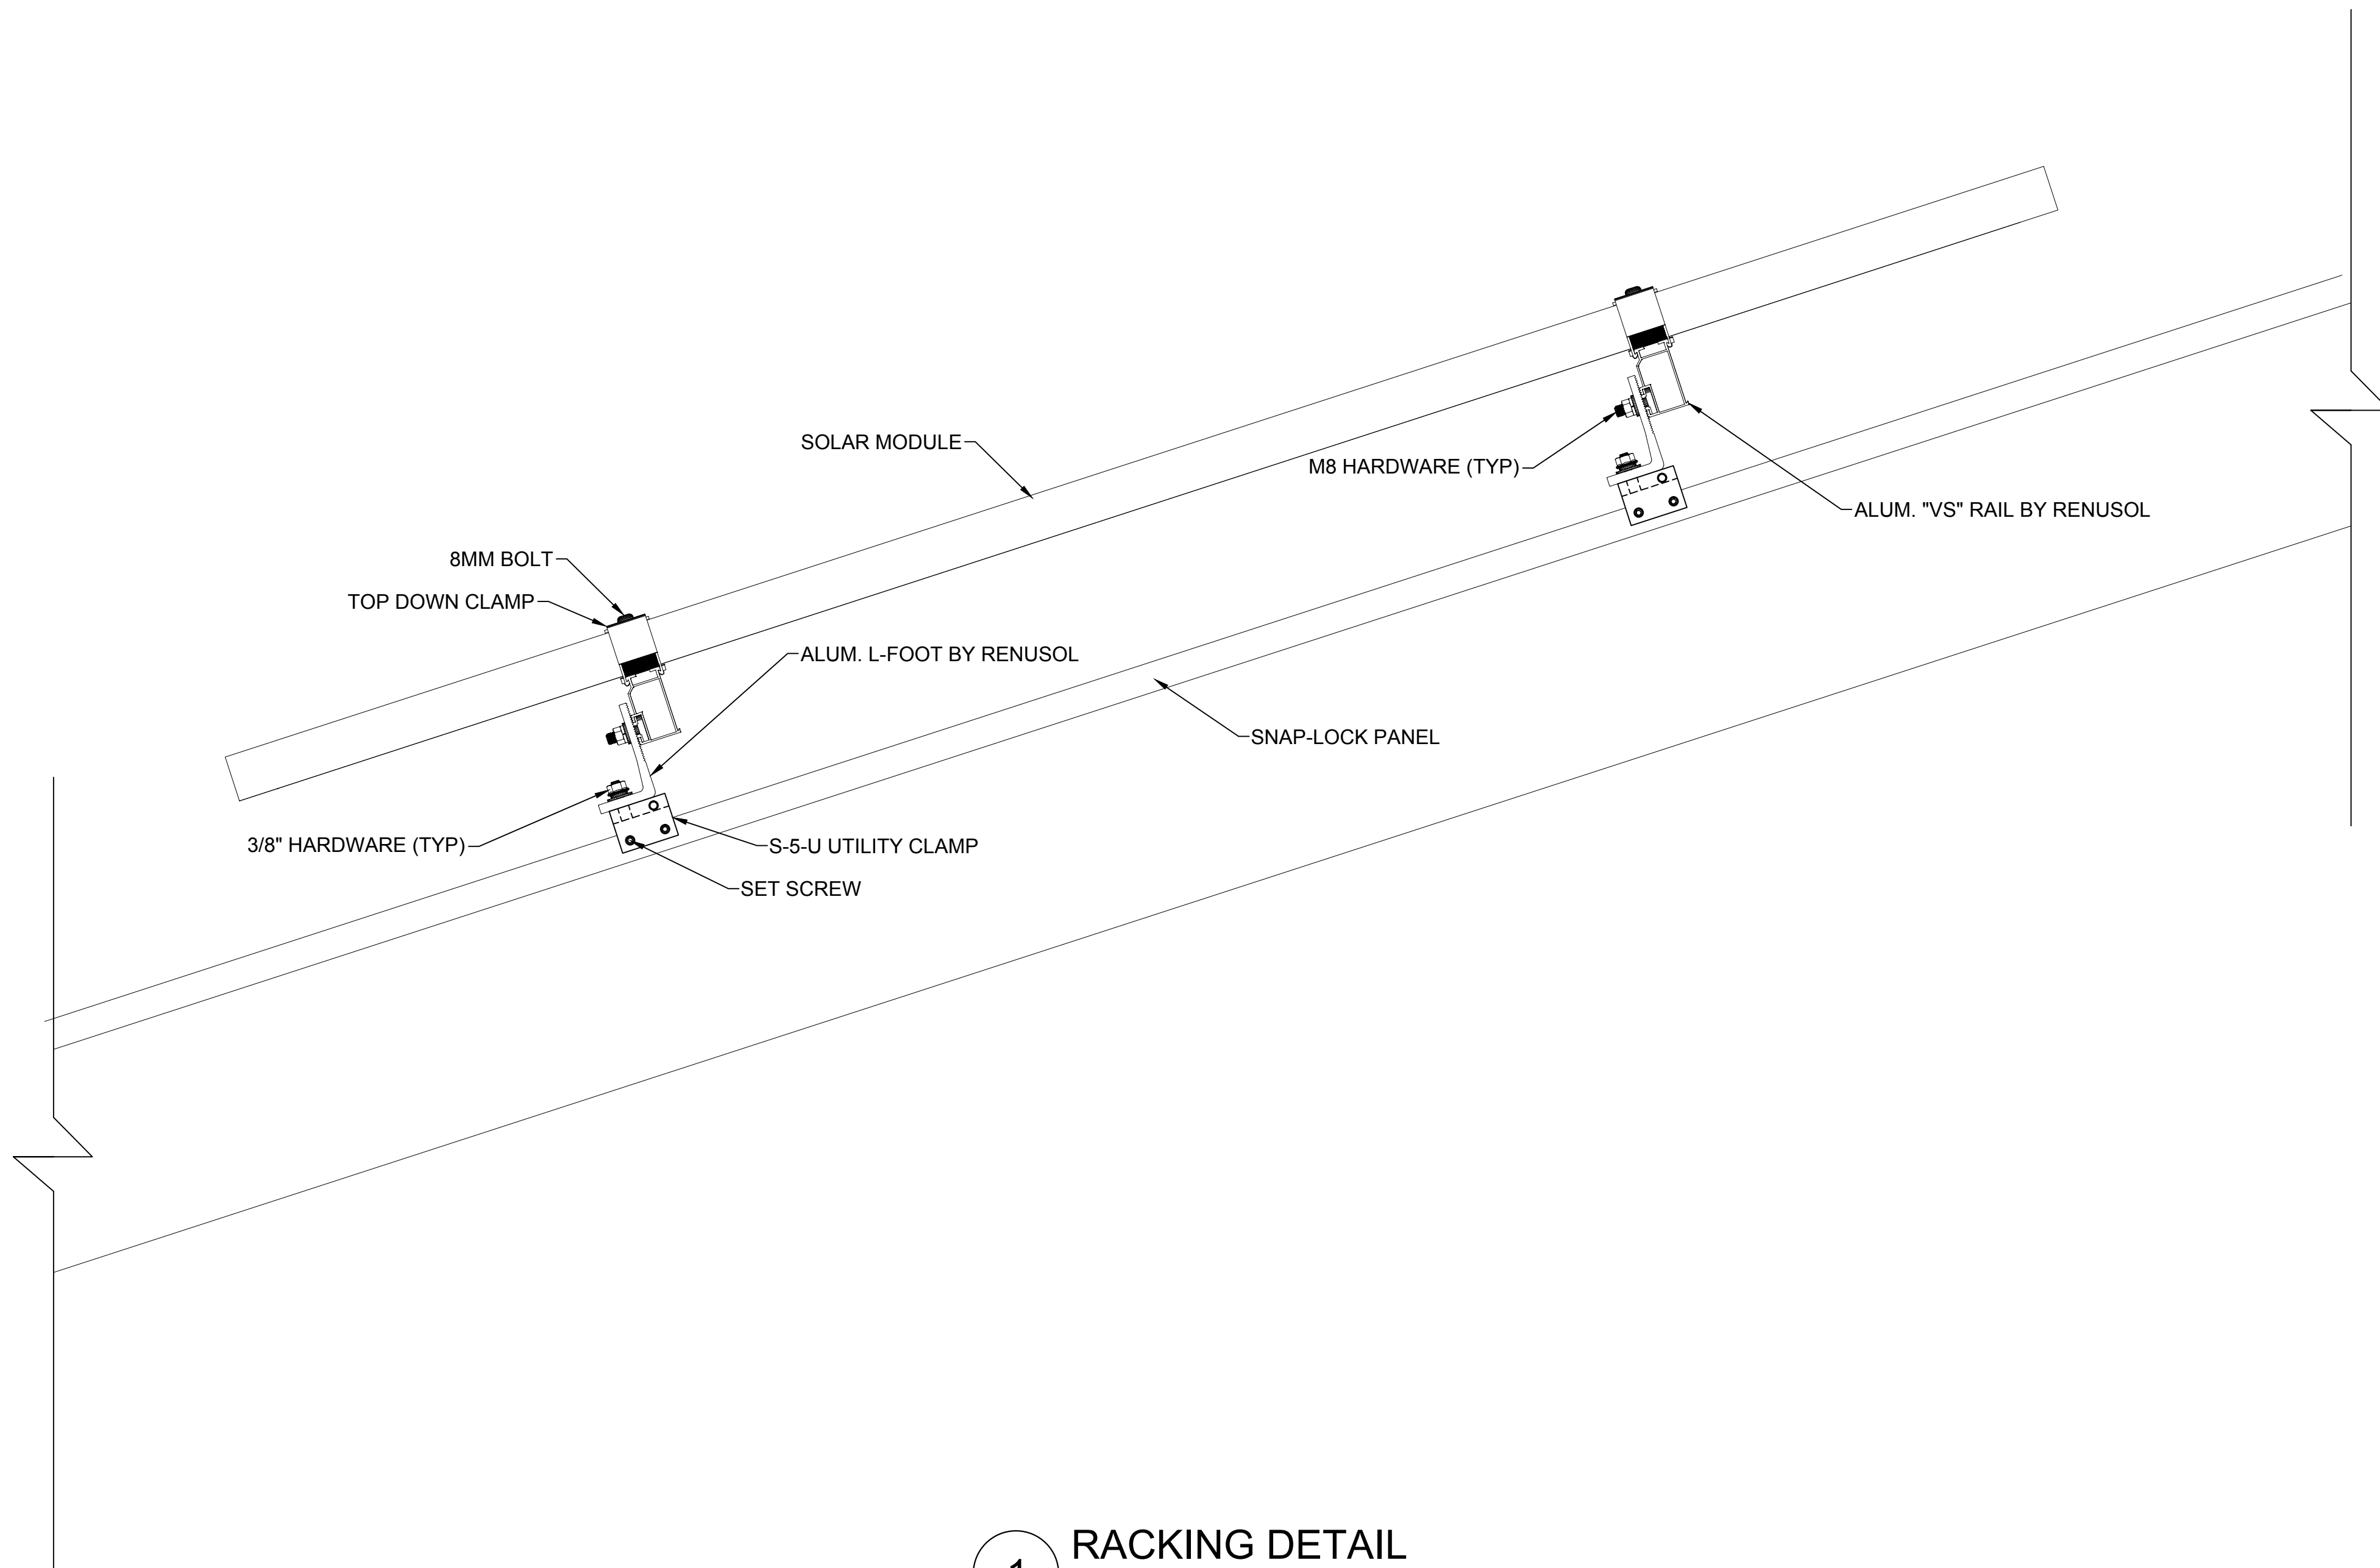 SOLAR MODULE
M8 HARDWARE (TYP)
ALUM. "VS" RAIL BY RENUSOL
8MM BOLT
TOP DOWN CLAMP
ALUM. L-FOOT BY RENUSOL
SNAP-LOCK PANEL
3/8" HARDWARE (TYP)
S-5-U UTILITY CLAMP
SET SCREW
1
RACKING DETAIL